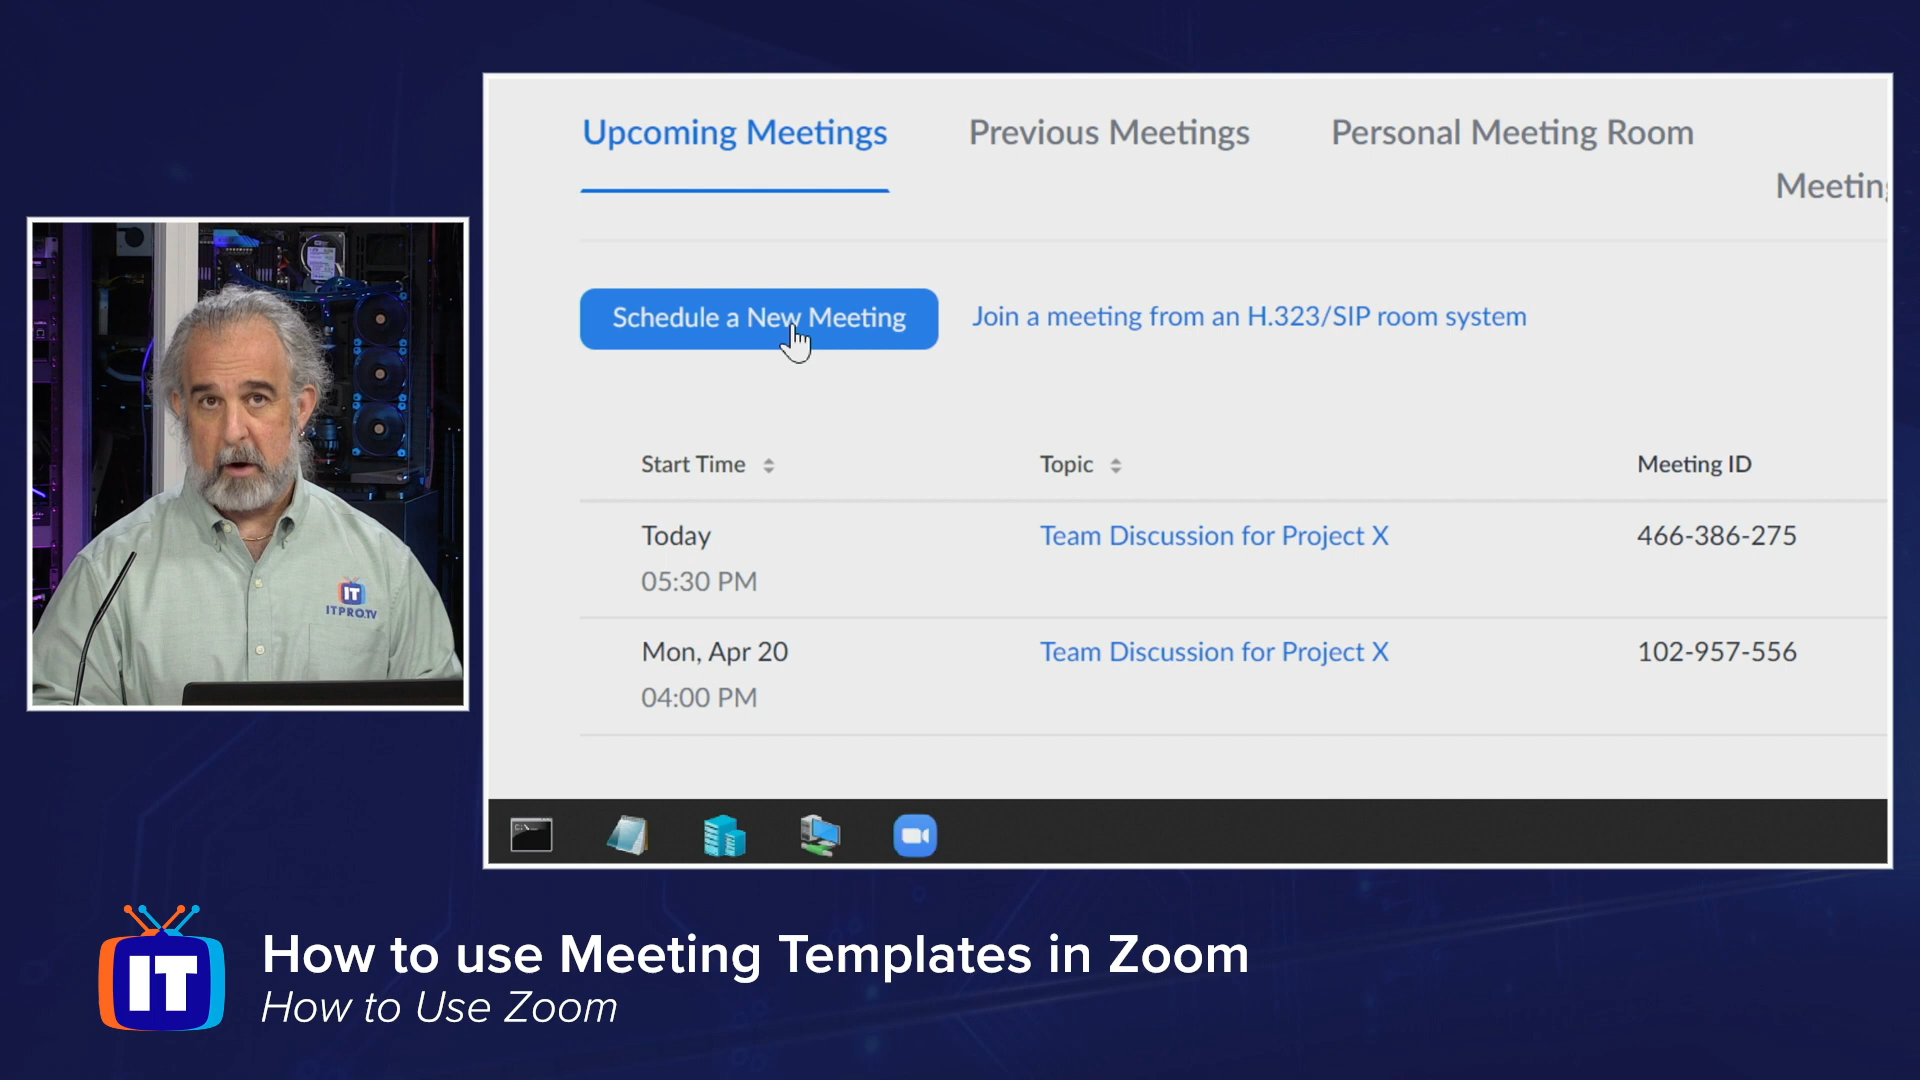 Upcoming Meetings
Previous Meetings
Personal Meeting Room
Meeting
Schedule a New Meeting
Join a meeting from an H.323/SIP room system
Start Time
Topic
Meeting ID
Today
05:30 PM
Team Discussion for Project X
466-386-275
Mon, Apr 20
04:00 PM
Team Discussion for Project X
102-957-556
IT
ITPRO.TV
IT
How to use Meeting Templates in Zoom
How to Use Zoom